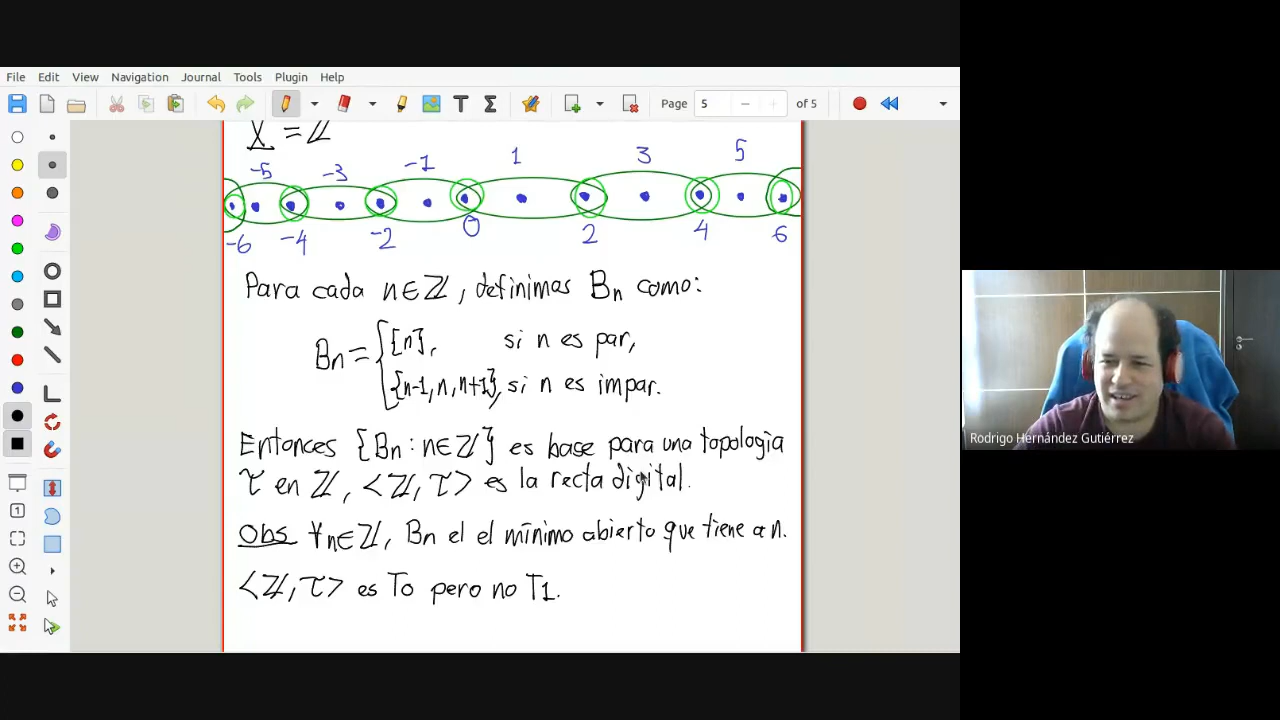 File Edit View Navigation Journal Tools Plugin Help
Page 5 of 5
X = ℤ
-5 -3 -1 1 3 5
-6 -4 -2 0 2 4 6
Para cada n∈ℤ, definimos Bn como:
Bn = { {n}, si n es par,
{n-1, n, n+1}, si n es impar.
Entonces {Bn : n∈ℤ} es base para una topología
τ en ℤ, <ℤ, τ> es la recta digital.
Obs ∀n∈ℤ, Bn el el mínimo abierto que tiene a n.
<ℤ, τ> es T0 pero no T1.
Rodrigo Hernández Gutiérrez